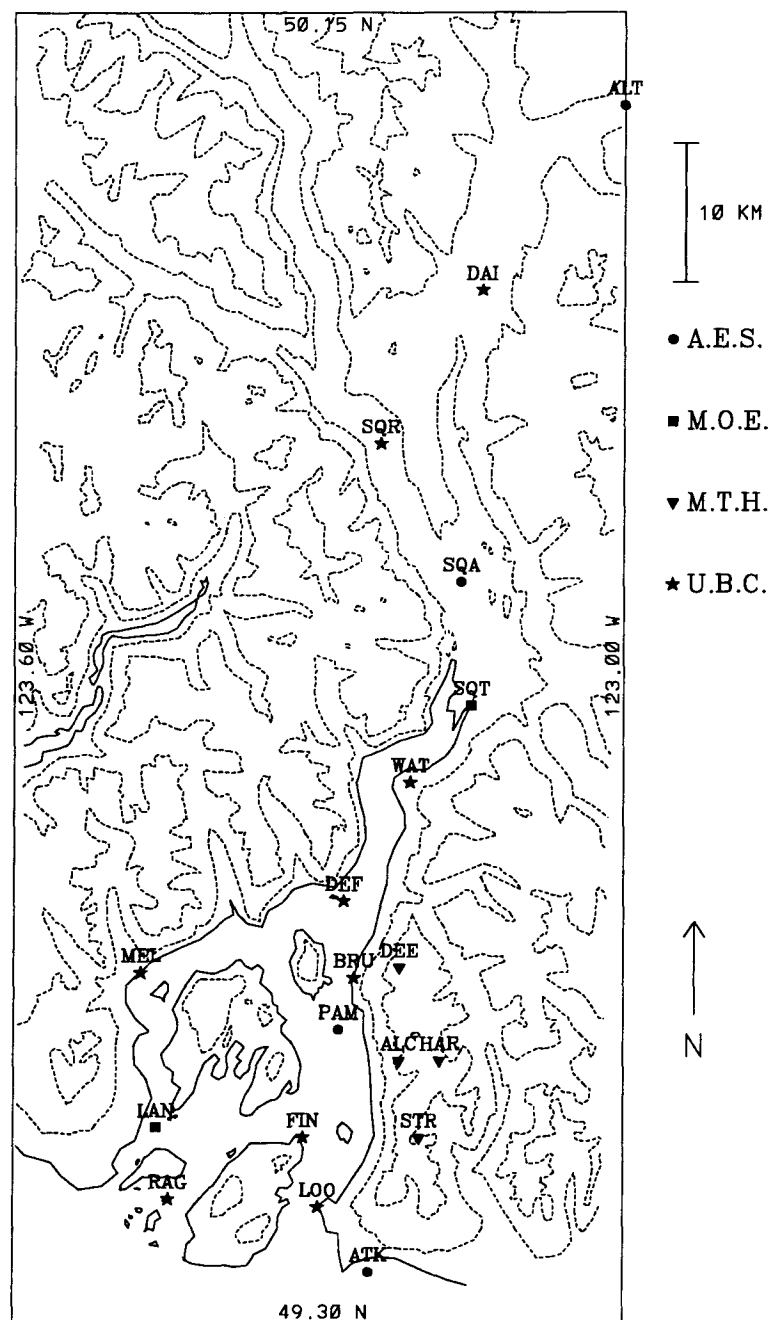 50.15 N
ALT
10 KM
DAI
A.E.S.
M.O.E.
SQR
M.T.H.
SQA
U.B.C.
123.60 W
123.00 W
SQT
WAT
DEF
MEL
BRU
DEE
PAM
ALC
HAR
N
LAN
FIN
STR
RAG
LOO
ATK
49.30 N